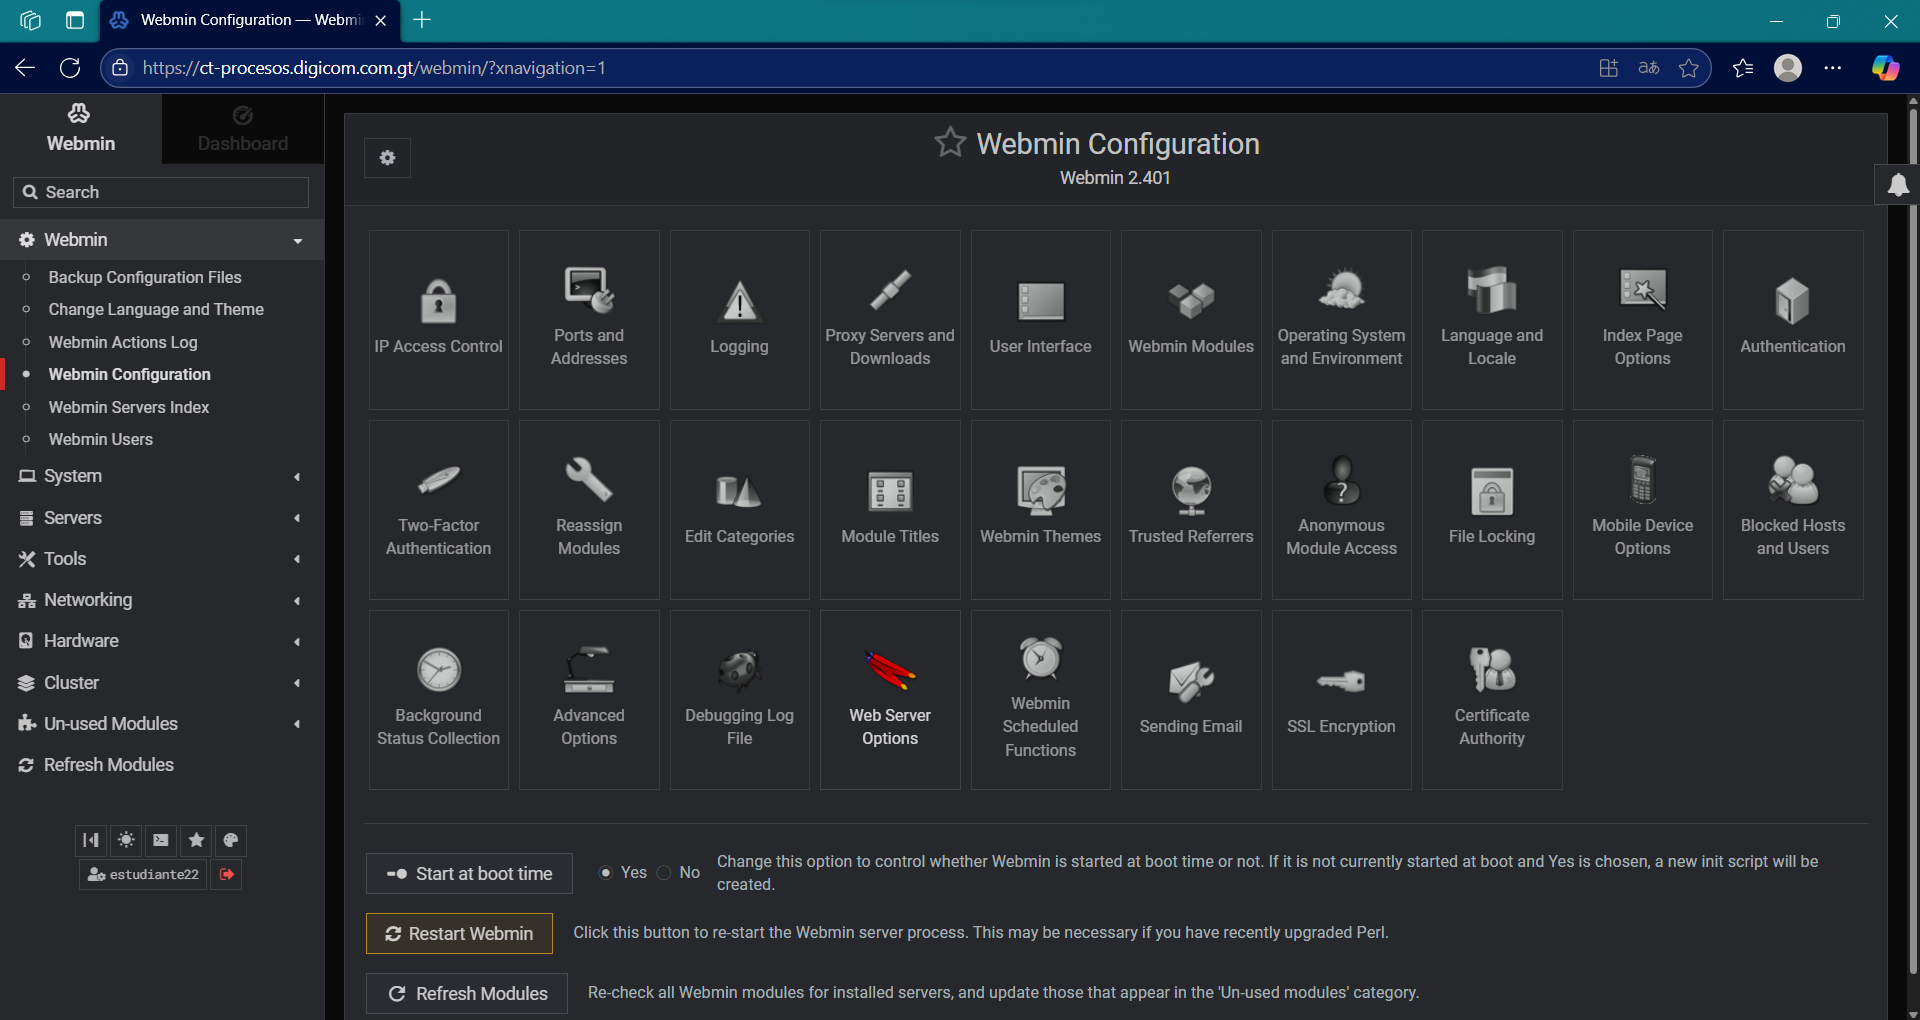 Webmin Configuration — Webmi
https://ct-procesos.digicom.com.gt/webmin/?xnavigation=1
Webmin
Dashboard
Search
Webmin
Backup Configuration Files
Change Language and Theme
Webmin Actions Log
Webmin Configuration
Webmin Servers Index
Webmin Users
System
Servers
Tools
Networking
Hardware
Cluster
Un-used Modules
Refresh Modules
estudiante22
Webmin Configuration
Webmin 2.401
IP Access Control
Ports and
Addresses
Logging
Proxy Servers and
Downloads
User Interface
Webmin Modules
Operating System
and Environment
Language and
Locale
Index Page
Options
Authentication
Two-Factor
Authentication
Reassign
Modules
Edit Categories
Module Titles
Webmin Themes
Trusted Referrers
Anonymous
Module Access
File Locking
Mobile Device
Options
Blocked Hosts
and Users
Background
Status Collection
Advanced
Options
Debugging Log
File
Web Server
Options
Webmin
Scheduled
Functions
Sending Email
SSL Encryption
Certificate
Authority
Start at boot time
Yes No
Change this option to control whether Webmin is started at boot time or not. If it is not currently started at boot and Yes is chosen, a new init script will be
created.
Restart Webmin
Click this button to re-start the Webmin server process. This may be necessary if you have recently upgraded Perl.
Refresh Modules
Re-check all Webmin modules for installed servers, and update those that appear in the 'Un-used modules' category.